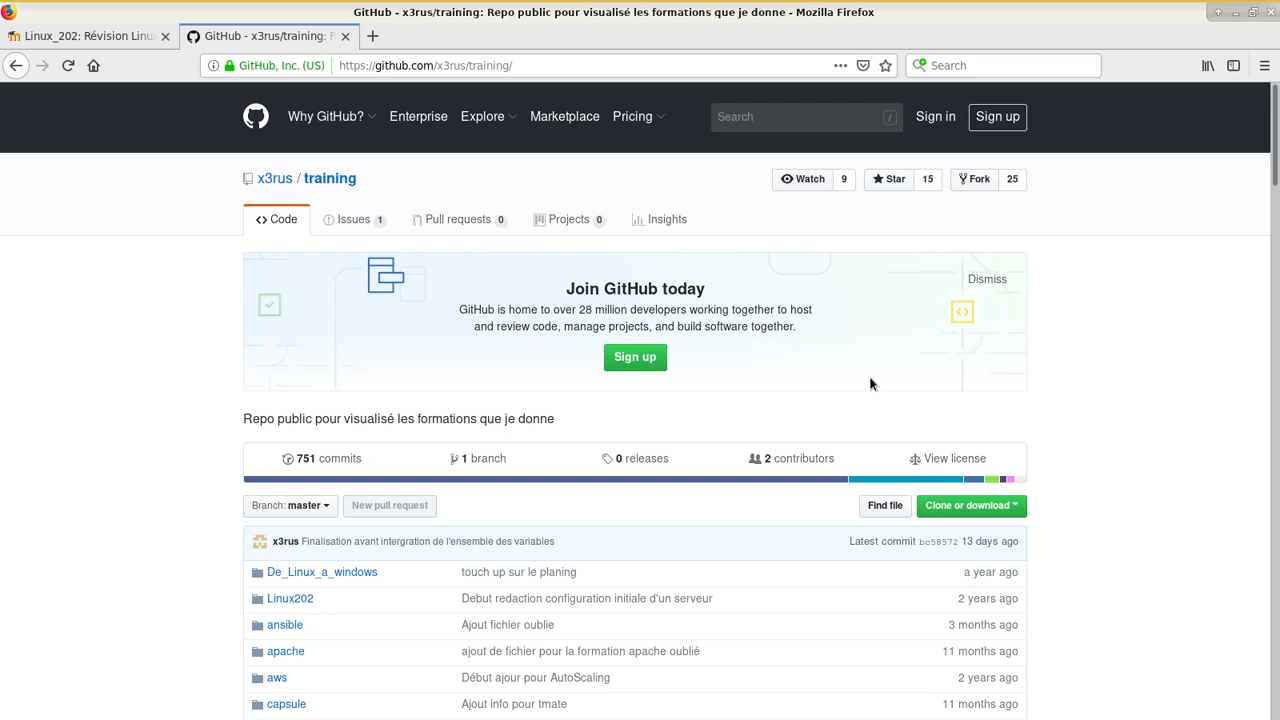 GitHub - x3rus/training: Repo public pour visualisé les formations que je donne - Mozilla Firefox
Linux_202: Révision Linu
GitHub - x3rus/training: R
GitHub, Inc. (US)
https://github.com/x3rus/training/
Search
Why GitHub?
Enterprise
Explore
Marketplace
Pricing
Search /
Sign in
Sign up
x3rus / training
Watch 9
Star 15
Fork 25
Code
Issues 1
Pull requests 0
Projects 0
Insights
Join GitHub today
Dismiss
GitHub is home to over 28 million developers working together to host
and review code, manage projects, and build software together.
Sign up
Repo public pour visualisé les formations que je donne
751 commits
1 branch
0 releases
2 contributors
View license
Branch: master
New pull request
Find file
Clone or download
x3rus Finalisation avant intergration de l'ensemble des variables
Latest commit bc58572 13 days ago
De_Linux_a_windows touch up sur le planing a year ago
Linux202 Debut redaction configuration initiale d'un serveur 2 years ago
ansible Ajout fichier oublie 3 months ago
apache ajout de fichier pour la formation apache oublié 11 months ago
aws Début ajour pour AutoScaling 2 years ago
capsule Ajout info pour tmate 11 months ago